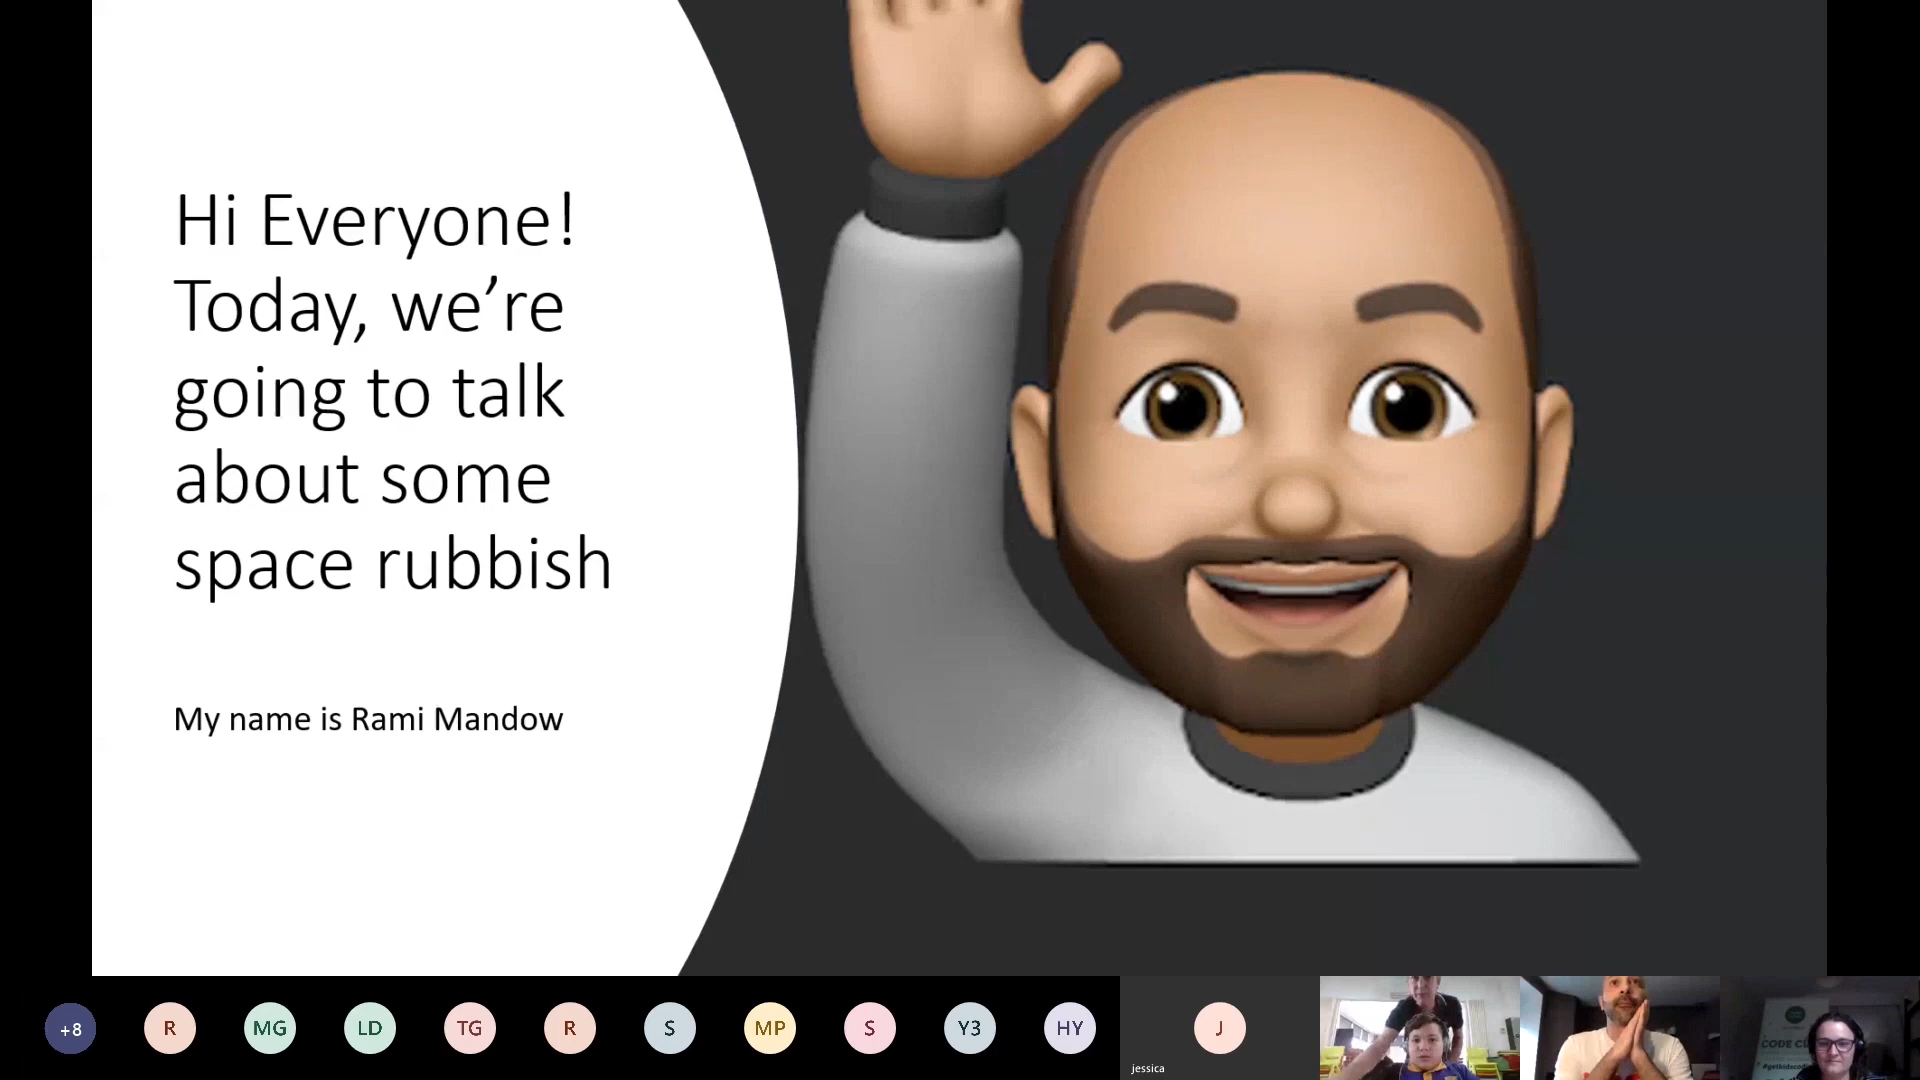 Hi Everyone!
Today, we’re
going to talk
about some
space rubbish
My name is Rami Mandow
+8
R
MG
LD
TG
R
S
MP
S
Y3
HY
J
jessica
CODE